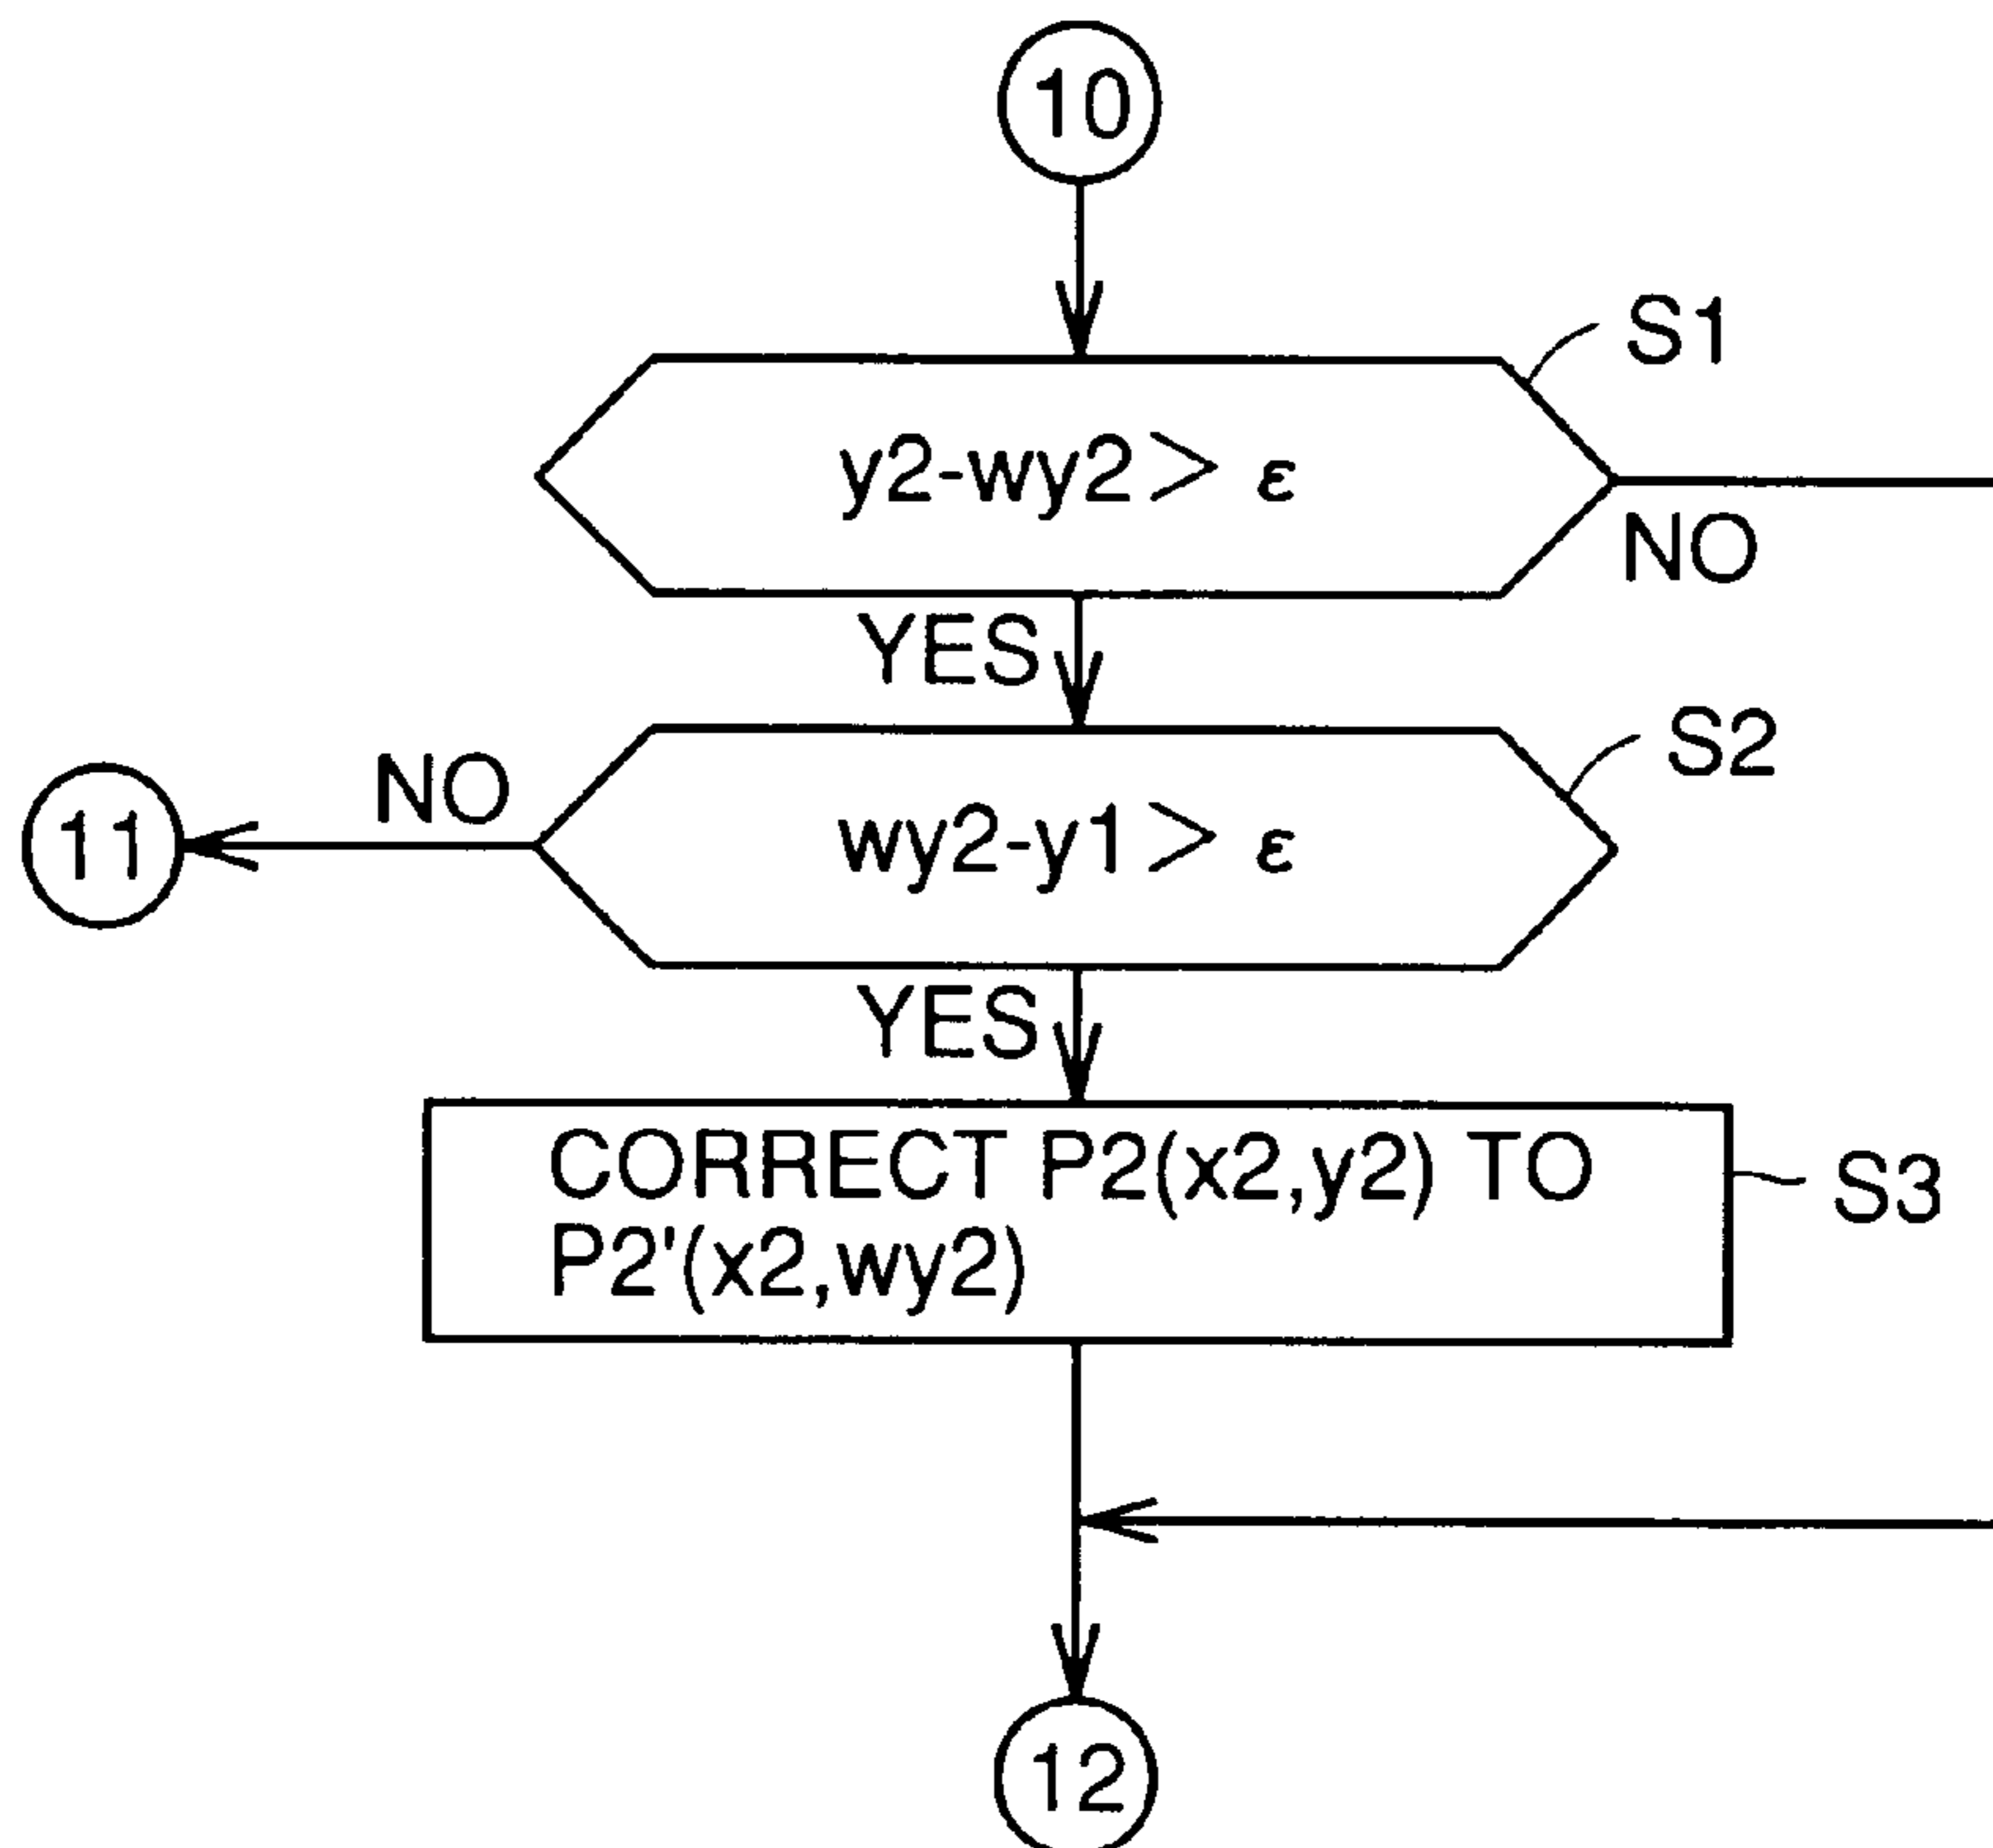 10
S1
y2-wy2> ε
NO
YES
S2
NO
11
wy2-y1> ε
YES
CORRECT P2(x2,y2) TO
P2'(x2,wy2)
S3
12